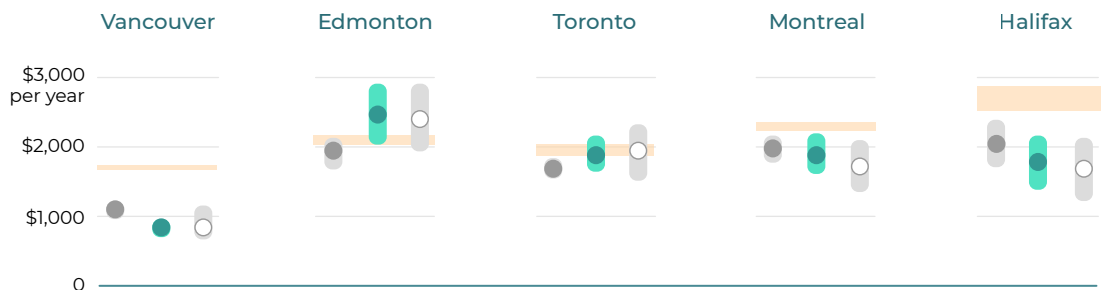 Vancouver
Edmonton
Toronto
Montreal
Halifax
$3,000
per year
$2,000
$1,000
0